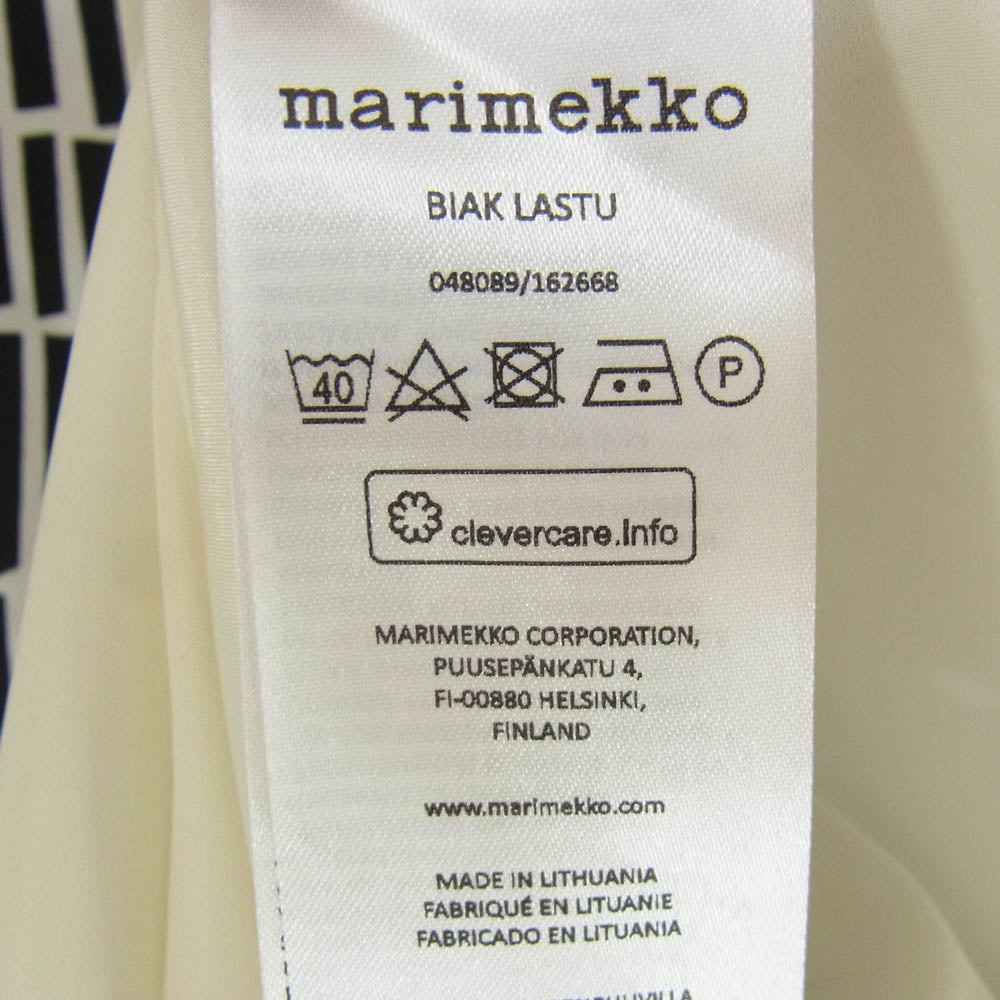 marimekko
BIAK LASTU
048089/162668
40 P
clevercare.info
MARIMEKKO CORPORATION,
PUUSEPÄNKATU 4,
FI-00880 HELSINKI,
FINLAND
www.marimekko.com
MADE IN LITHUANIA
FABRIQUÉ EN LITUANIE
FABRICADO EN LITUANIA